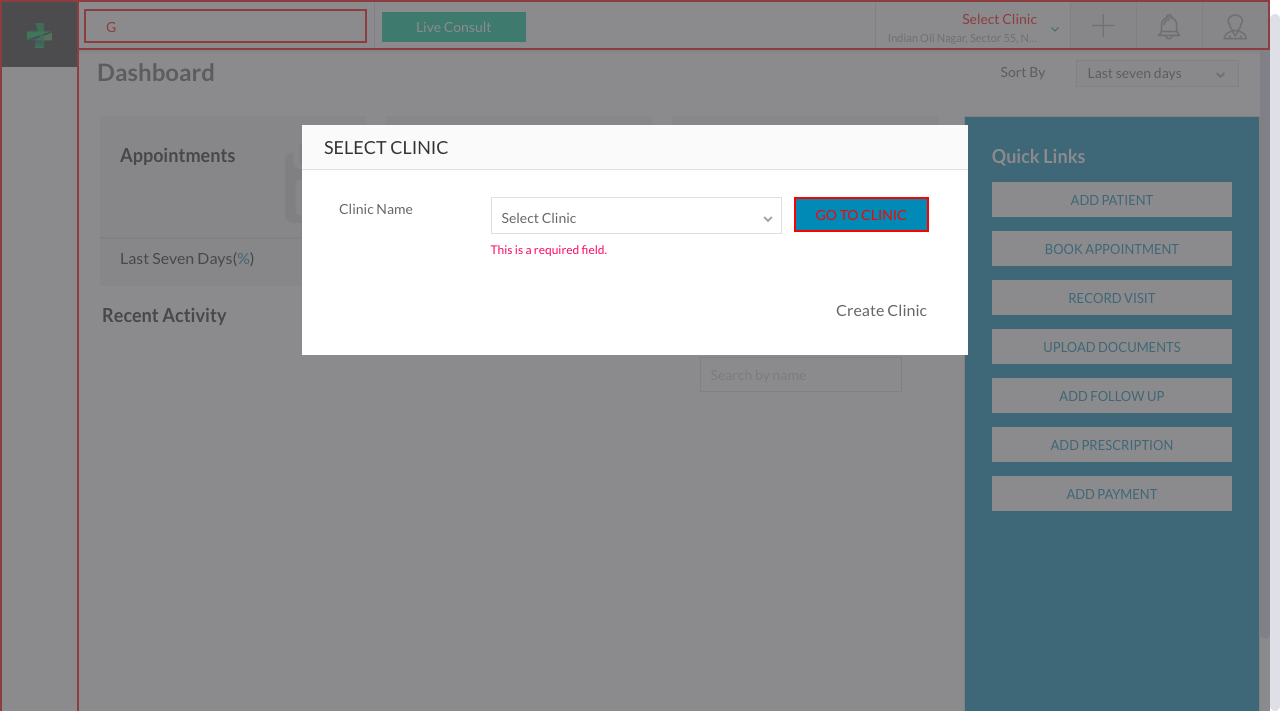 G
Live Consult
Select Clinic
Indian Oil Nagar, Sector 55, N...
Dashboard
Sort By
Last seven days
Appointments
Last Seven Days(%)
Recent Activity
SELECT CLINIC
Clinic Name
Select Clinic
GO TO CLINIC
This is a required field.
Create Clinic
Search by name
Quick Links
ADD PATIENT
BOOK APPOINTMENT
RECORD VISIT
UPLOAD DOCUMENTS
ADD FOLLOW UP
ADD PRESCRIPTION
ADD PAYMENT